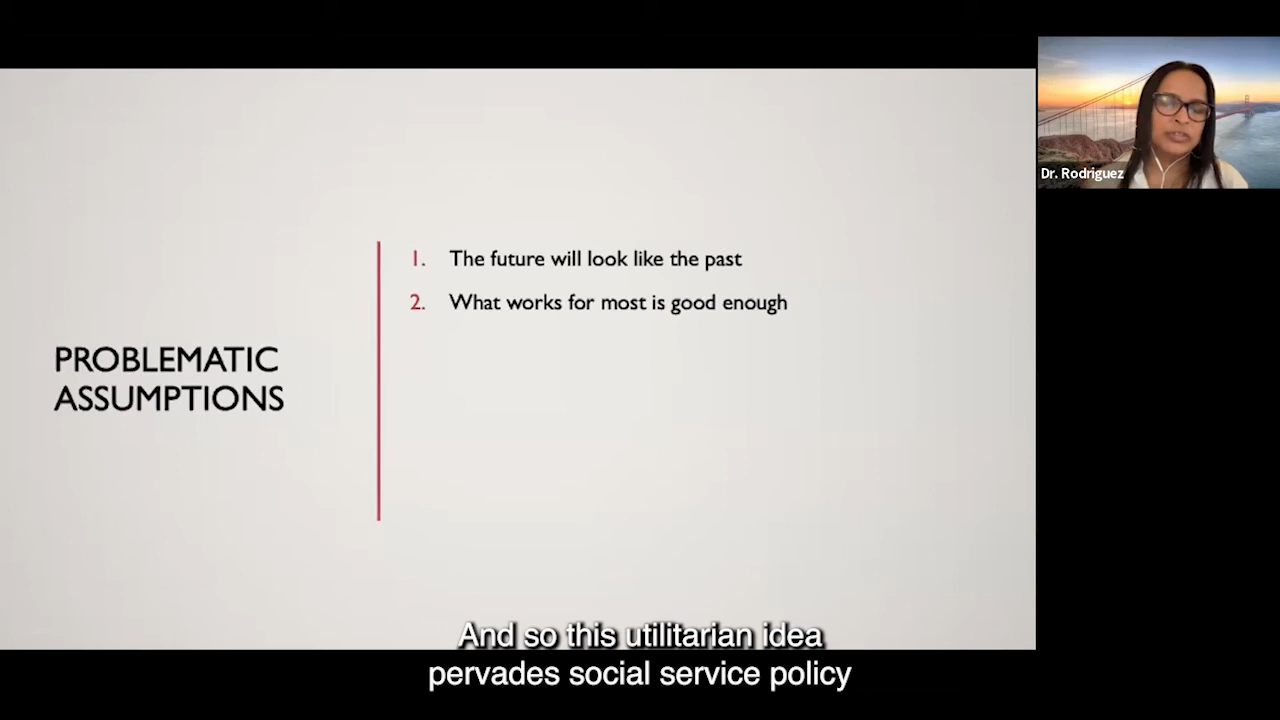 Dr. Rodriguez
1. The future will look like the past
2. What works for most is good enough
PROBLEMATIC
ASSUMPTIONS
And so this utilitarian idea
pervades social service policy